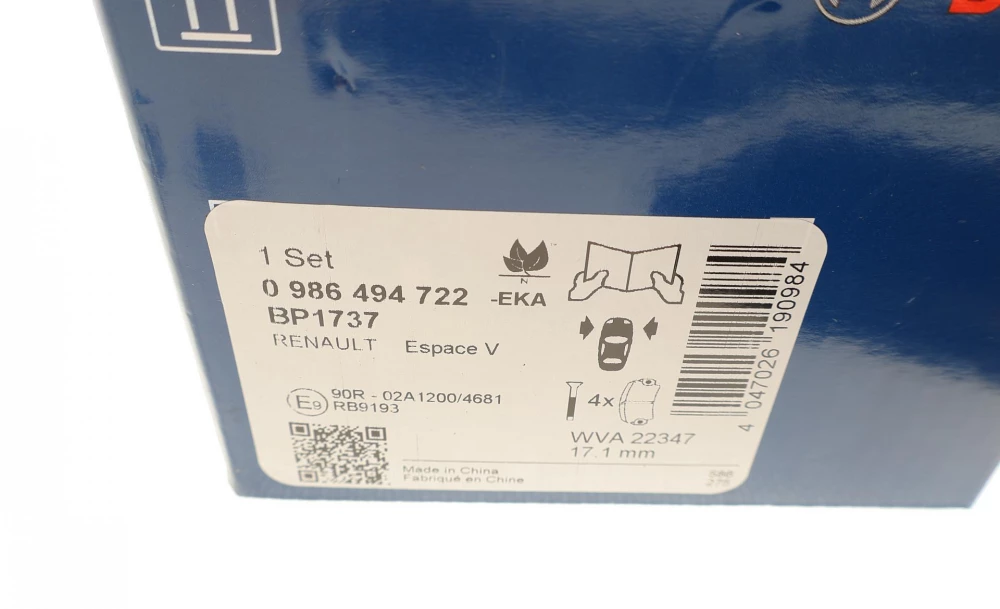 1 Set
0 986 494 722 -EKA
BP1737
RENAULT Espace V
E9 90R - 02A1200/4681
RB9193
N
4x
WVA 22347
17.1 mm
Made in China
Fabriqué en Chine
4 047026 190984